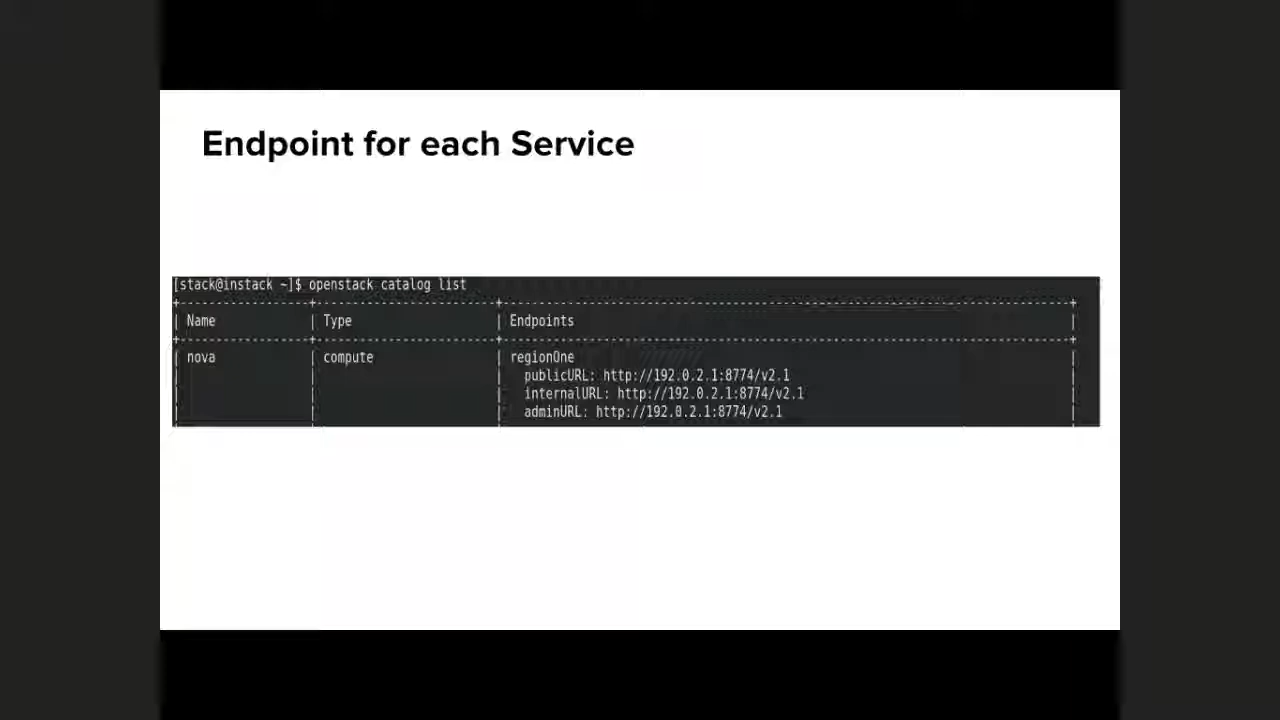 Endpoint for each Service
[stack@instack ~]$ openstack catalog list
+------------------+-------------------------+-------------------------------------------------------------------------------+
| Name | Type | Endpoints |
+------------------+-------------------------+-------------------------------------------------------------------------------+
| nova | compute | regionOne |
| | | publicURL: http://192.0.2.1:8774/v2.1 |
| | | internalURL: http://192.0.2.1:8774/v2.1 |
| | | adminURL: http://192.0.2.1:8774/v2.1 |